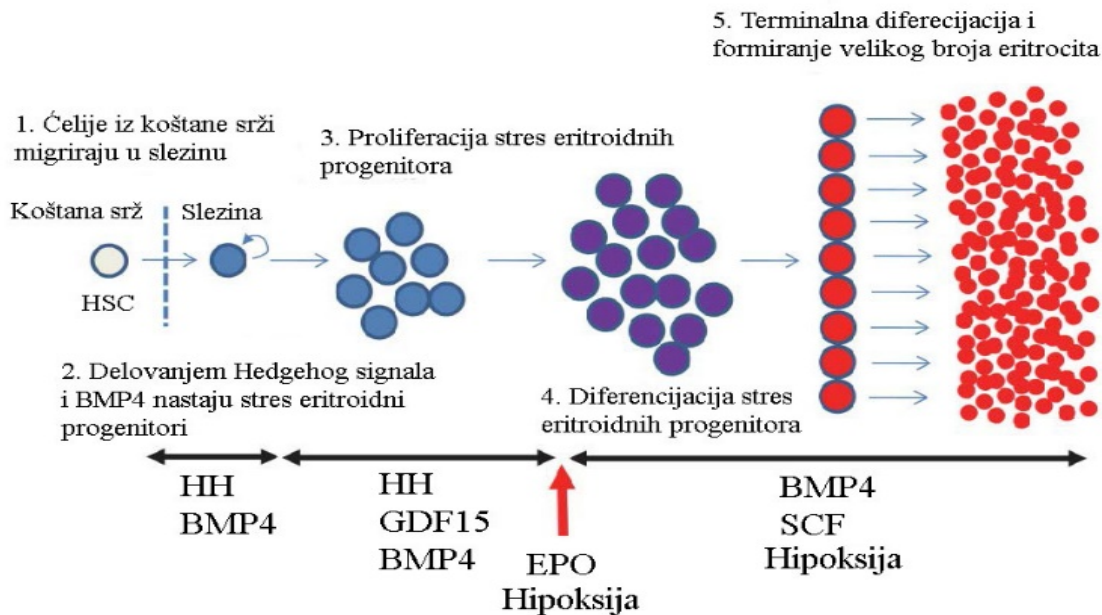 5. Terminalna diferecijacija i
formiranje velikog broja eritrocita
1. Ćelije iz koštane srži
migriraju u slezinu
3. Proliferacija stres eritroidnih
progenitora
Koštana srž
Slezina
HSC
2. Delovanjem Hedgehog signala
i BMP4 nastaju stres eritroidni
progenitori
4. Diferencijacija stres
eritroidnih progenitora
HH
BMP4
HH
GDF15
BMP4
EPO
Hipoksija
BMP4
SCF
Hipoksija